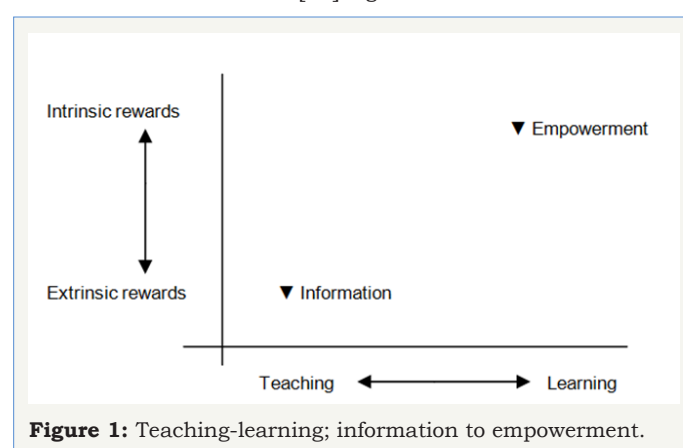 Intrinsic rewards
▼ Empowerment
Extrinsic rewards
▼ Information
Teaching
Learning
Figure 1: Teaching-learning; information to empowerment.